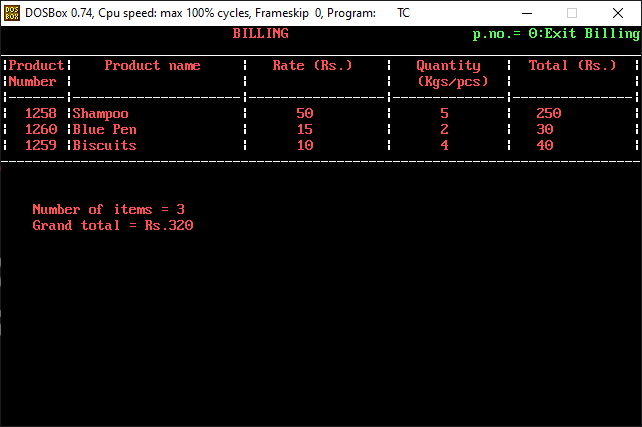 DOSBox 0.74, Cpu speed: max 100% cycles, Frameskip 0, Program: TC
BILLING p.no.= 0:Exit Billing
Product Product name Rate (Rs.) Quantity Total (Rs.)
Number (Kgs/pcs)
1258 Shampoo 50 5 250
1260 Blue Pen 15 2 30
1259 Biscuits 10 4 40
Number of items = 3
Grand total = Rs.320